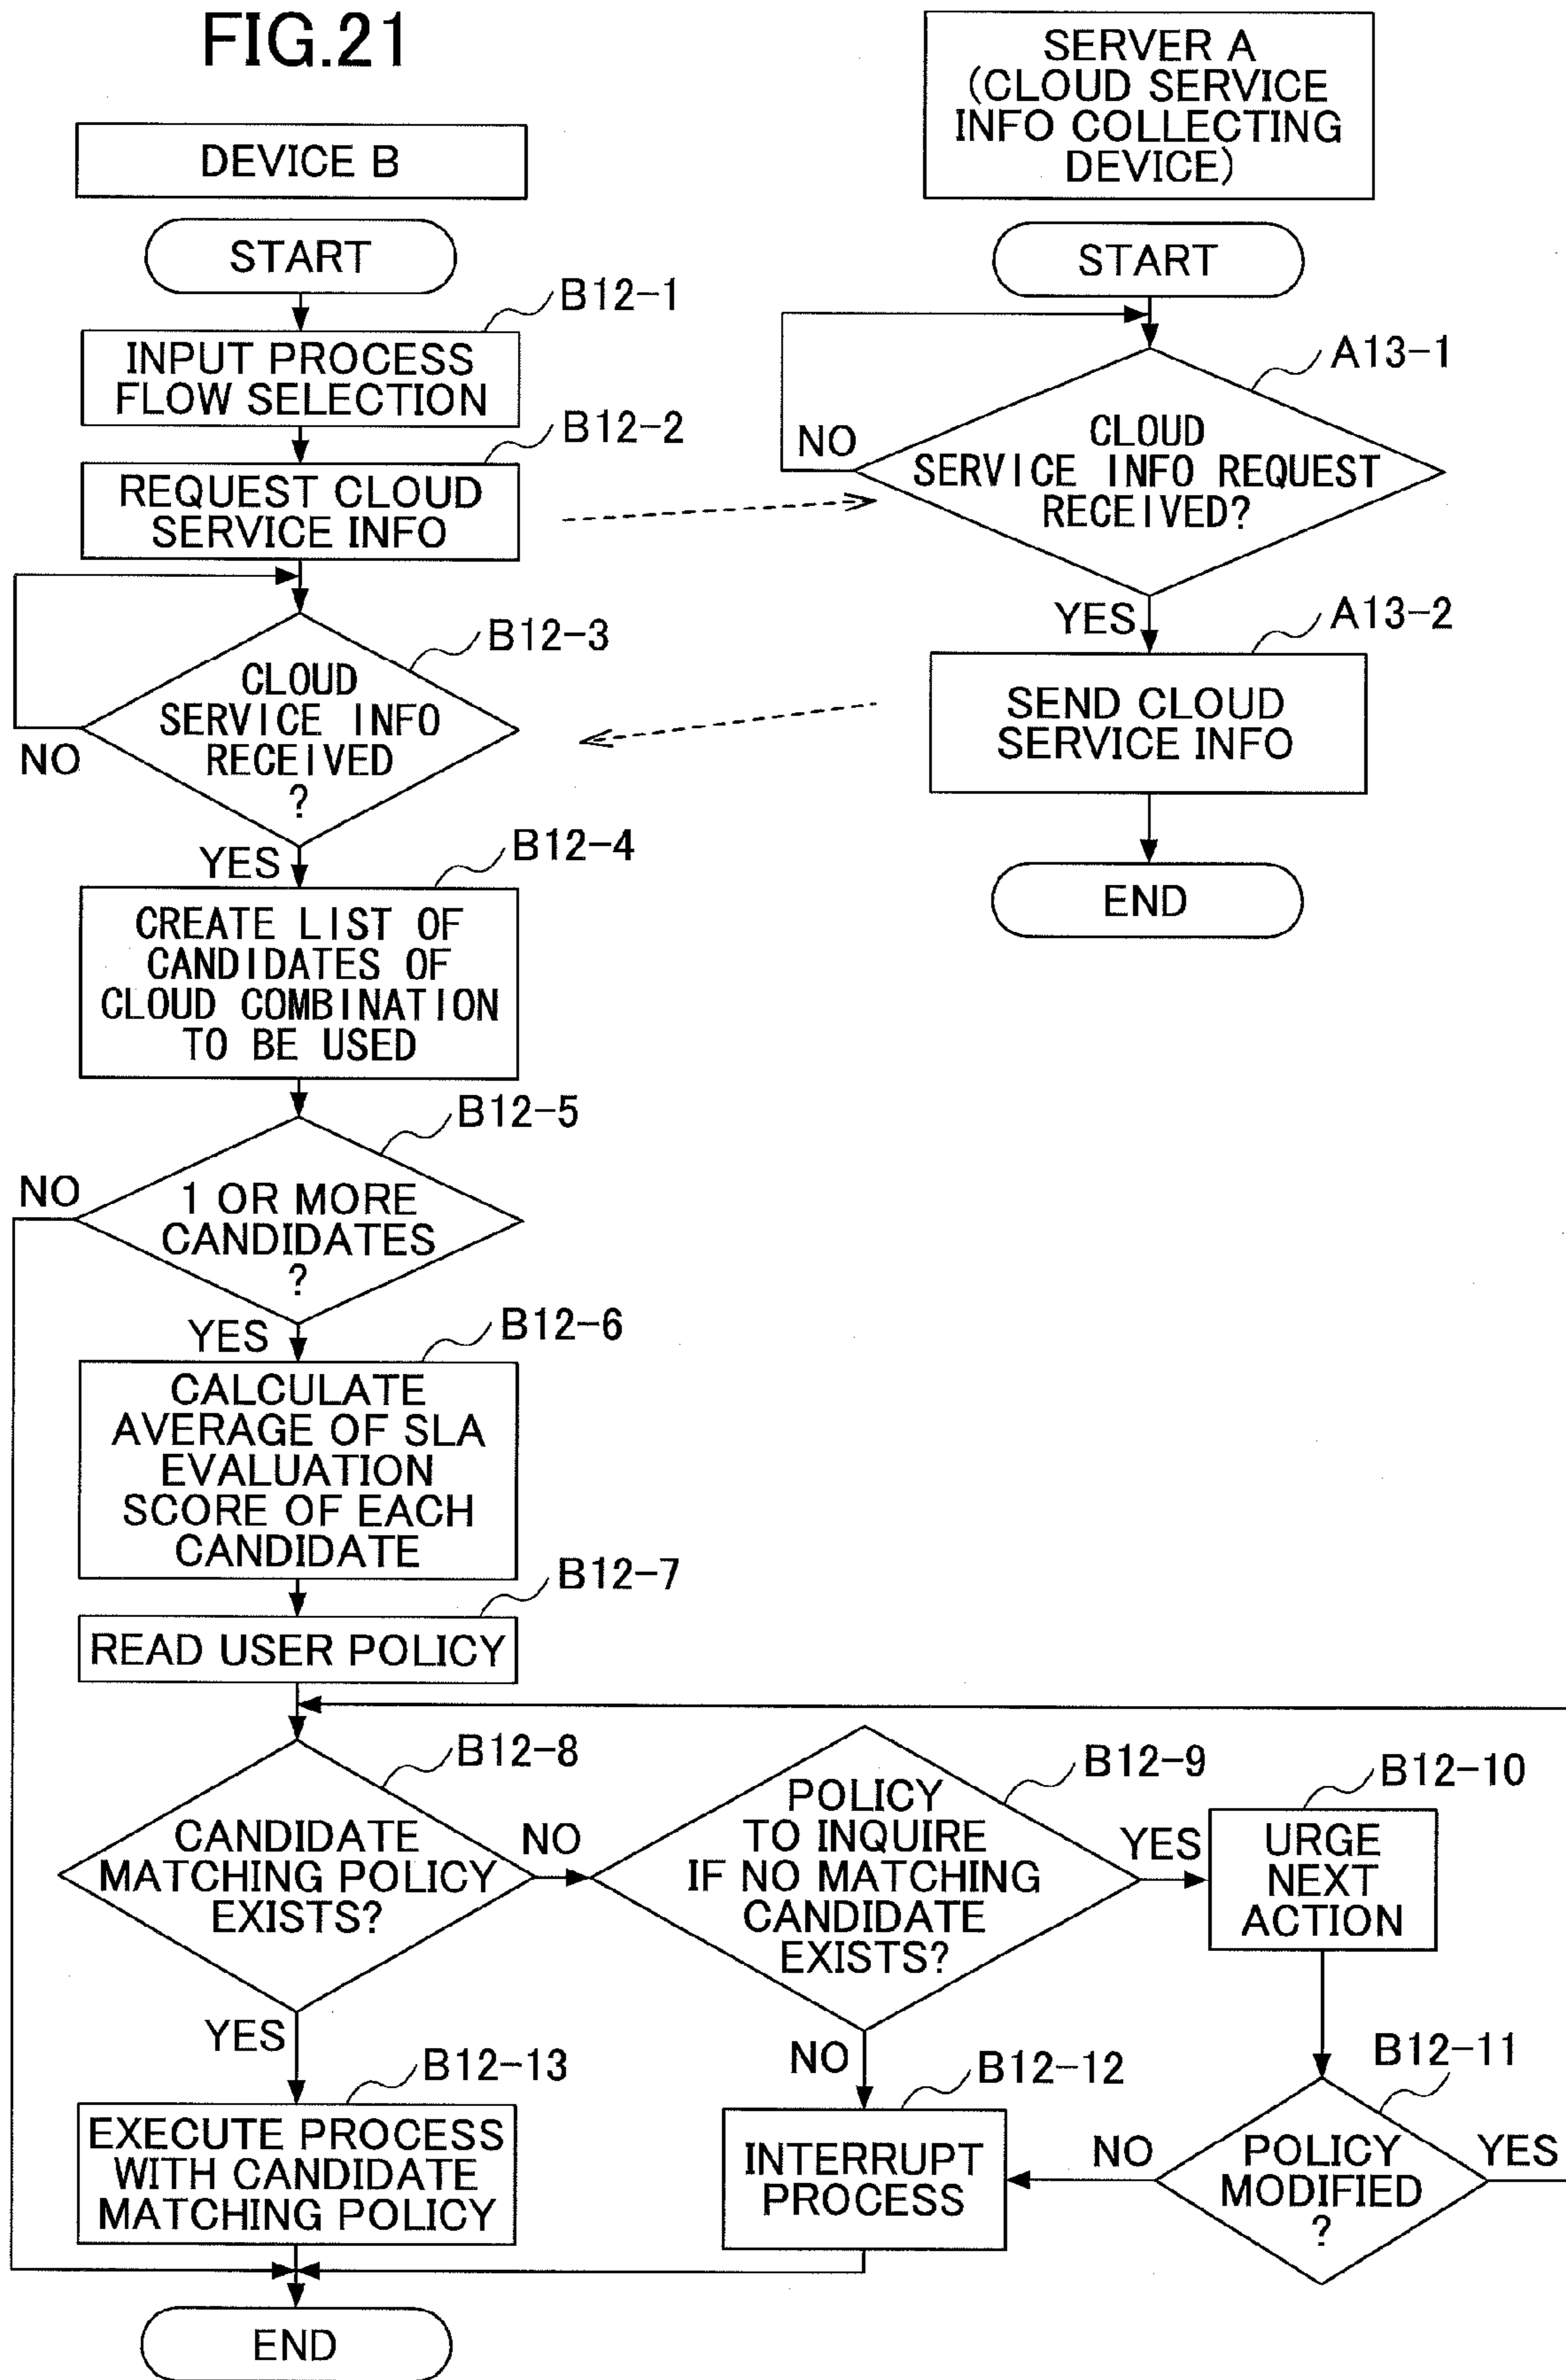 FIG.21
DEVICE B
START
B12-1
INPUT PROCESS
FLOW SELECTION
B12-2
REQUEST CLOUD
SERVICE INFO
B12-3
CLOUD
SERVICE INFO
RECEIVED
?
NO
YES
B12-4
CREATE LIST OF
CANDIDATES OF
CLOUD COMBINATION
TO BE USED
B12-5
1 OR MORE
CANDIDATES
?
NO
YES
B12-6
CALCULATE
AVERAGE OF SLA
EVALUATION
SCORE OF EACH
CANDIDATE
B12-7
READ USER POLICY
B12-8
CANDIDATE
MATCHING POLICY
EXISTS?
NO
YES
B12-9
POLICY
TO INQUIRE
IF NO MATCHING
CANDIDATE
EXISTS?
YES
NO
B12-10
URGE
NEXT
ACTION
B12-11
POLICY
MODIFIED
?
NO
YES
B12-12
INTERRUPT
PROCESS
B12-13
EXECUTE PROCESS
WITH CANDIDATE
MATCHING POLICY
END
SERVER A
(CLOUD SERVICE
INFO COLLECTING
DEVICE)
START
A13-1
CLOUD
SERVICE INFO REQUEST
RECEIVED?
NO
YES
A13-2
SEND CLOUD
SERVICE INFO
END